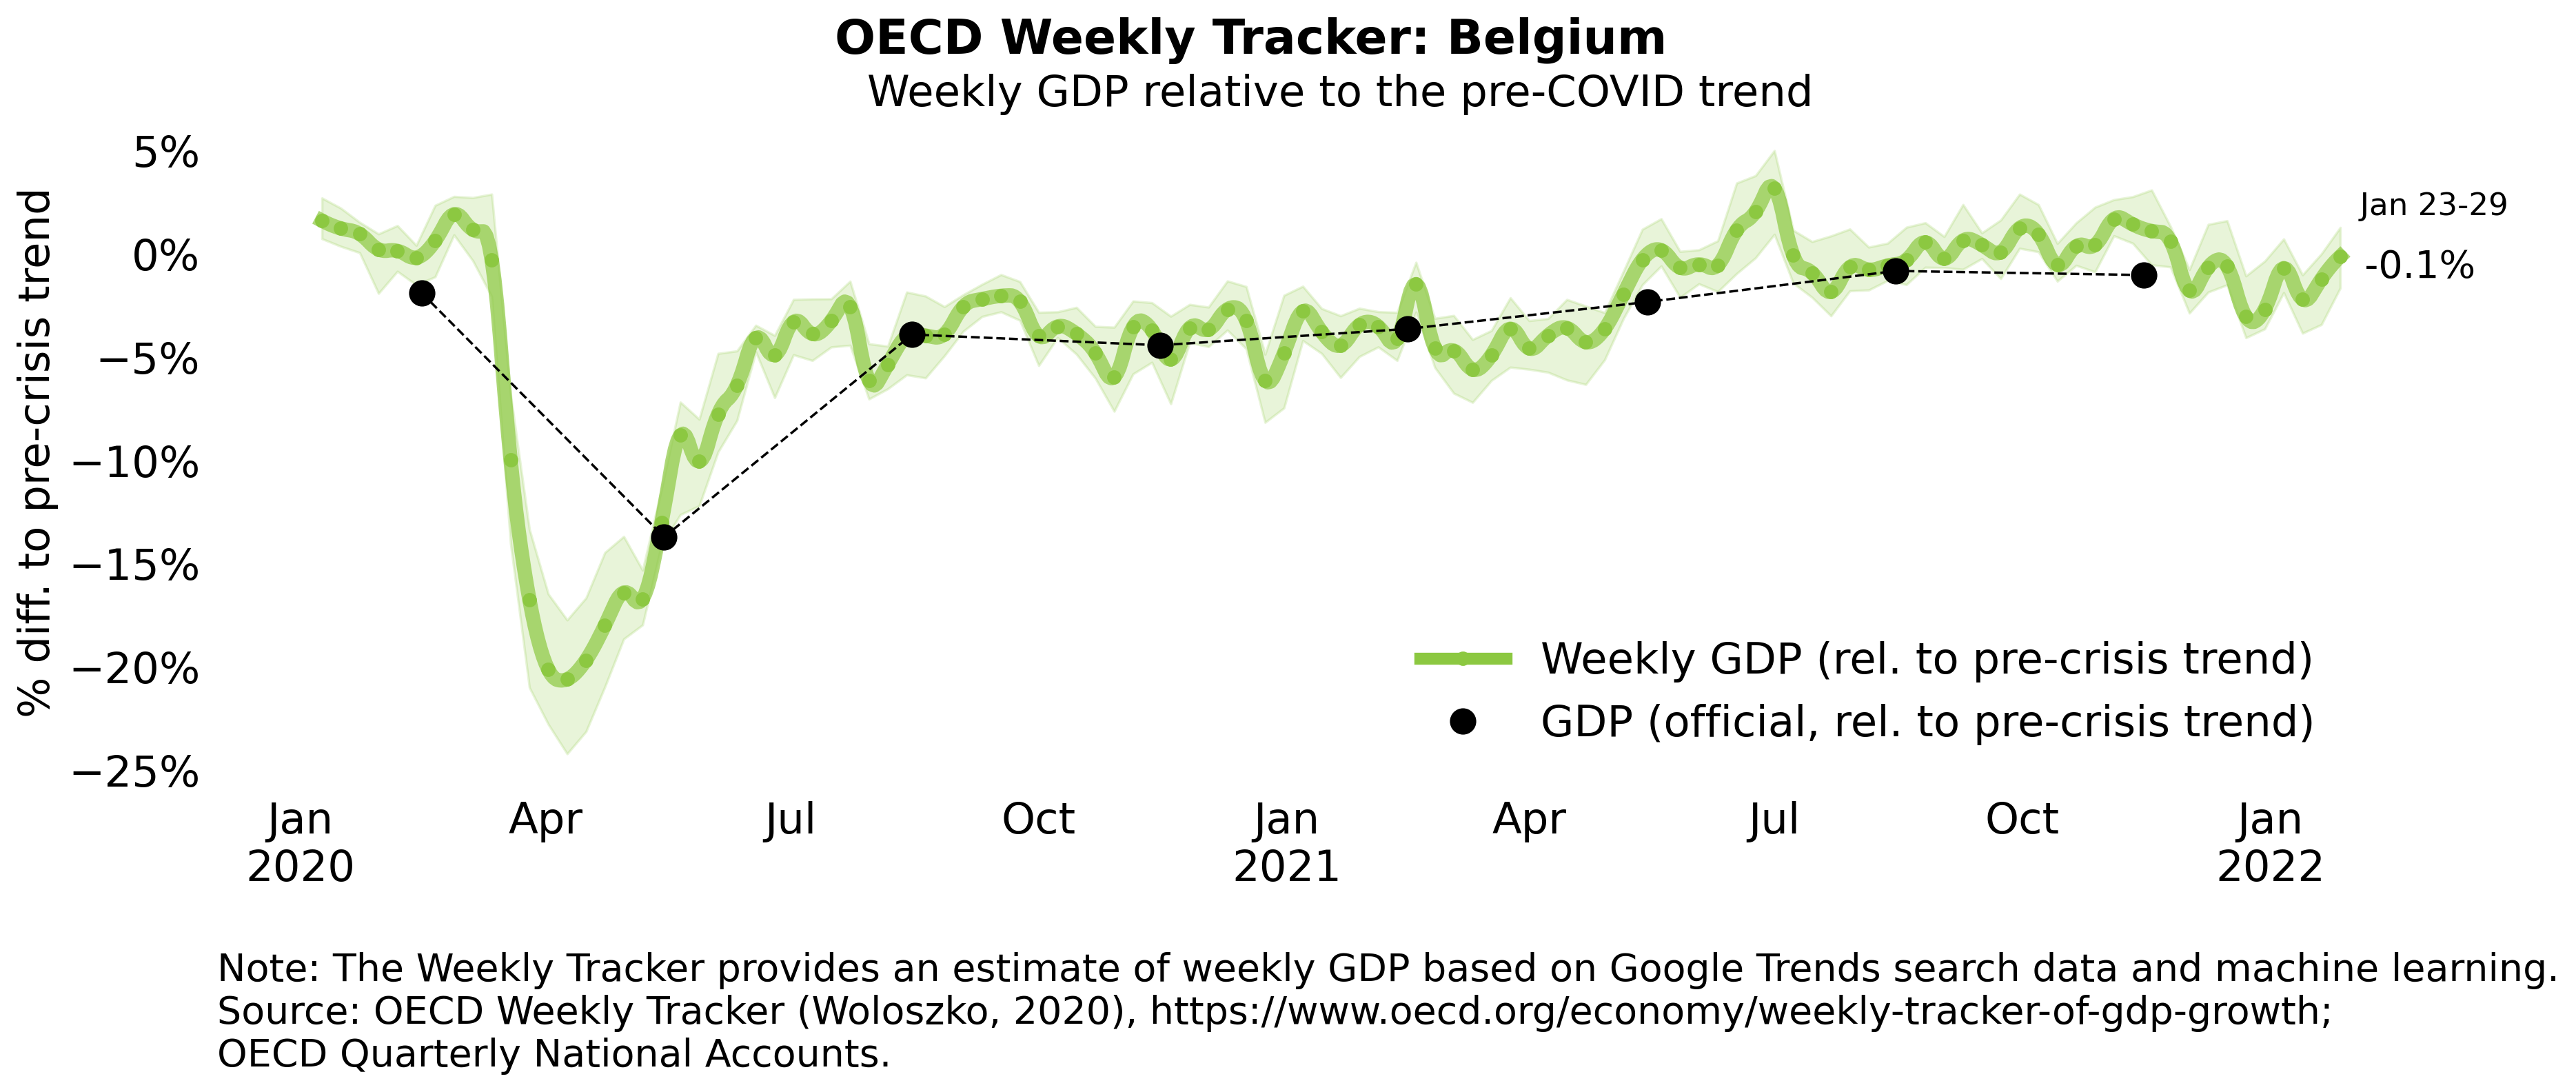 OECD Weekly Tracker: Belgium
Weekly GDP relative to the pre-COVID trend
% diff. to pre-crisis trend
5%
0%
−5%
−10%
−15%
−20%
−25%
Jan 23-29
-0.1%
Weekly GDP (rel. to pre-crisis trend)
GDP (official, rel. to pre-crisis trend)
Jan Apr Jul Oct Jan Apr Jul Oct Jan
2020 2021 2022
Note: The Weekly Tracker provides an estimate of weekly GDP based on Google Trends search data and machine learning.
Source: OECD Weekly Tracker (Woloszko, 2020), https://www.oecd.org/economy/weekly-tracker-of-gdp-growth;
OECD Quarterly National Accounts.